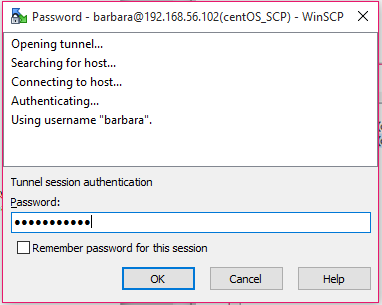 Password - barbara@192.168.56.102(centOS_SCP) - WinSCP
Opening tunnel...
Searching for host...
Connecting to host...
Authenticating...
Using username "barbara".
Tunnel session authentication
Password:
●●●●●●●●●●●
Remember password for this session
OK Cancel Help